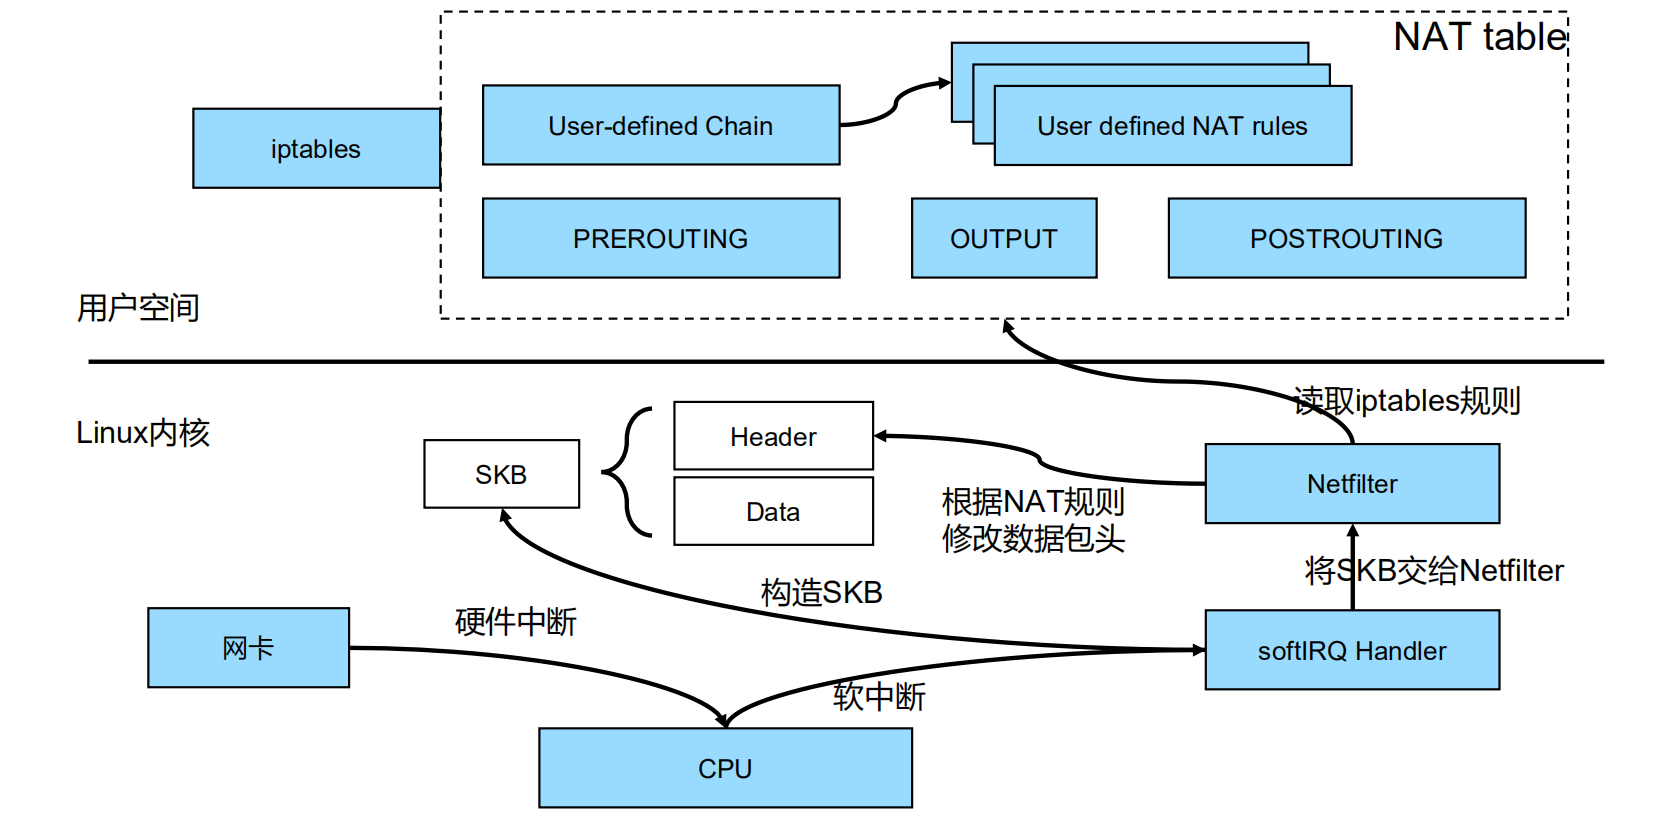 NAT table
User-defined Chain
User defined NAT rules
iptables
PREROUTING
OUTPUT
POSTROUTING
用户空间
读取iptables规则
Linux内核
Header
SKB
Netfilter
Data
根据NAT规则
修改数据包头
将SKB交给Netfilter
构造SKB
硬件中断
网卡
softIRQ Handler
软中断
CPU